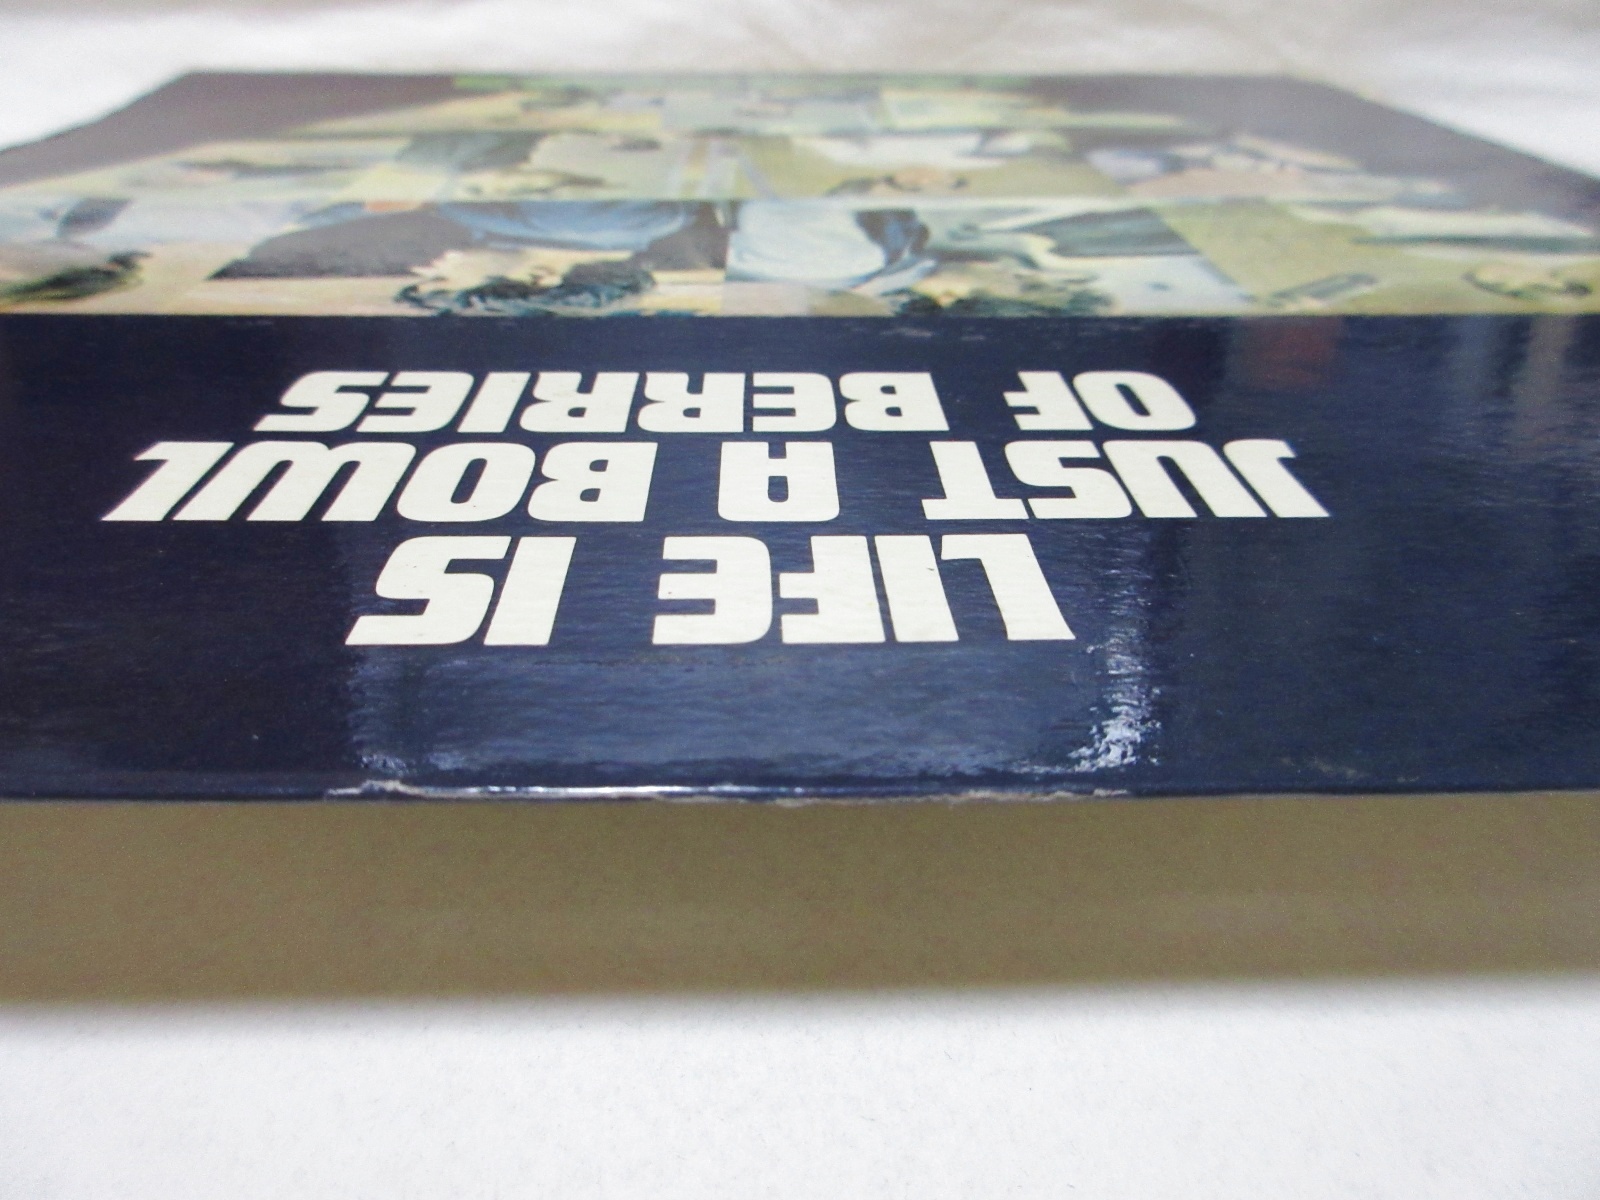 LIFE IS
JUST A BOWL
OF BERRIES